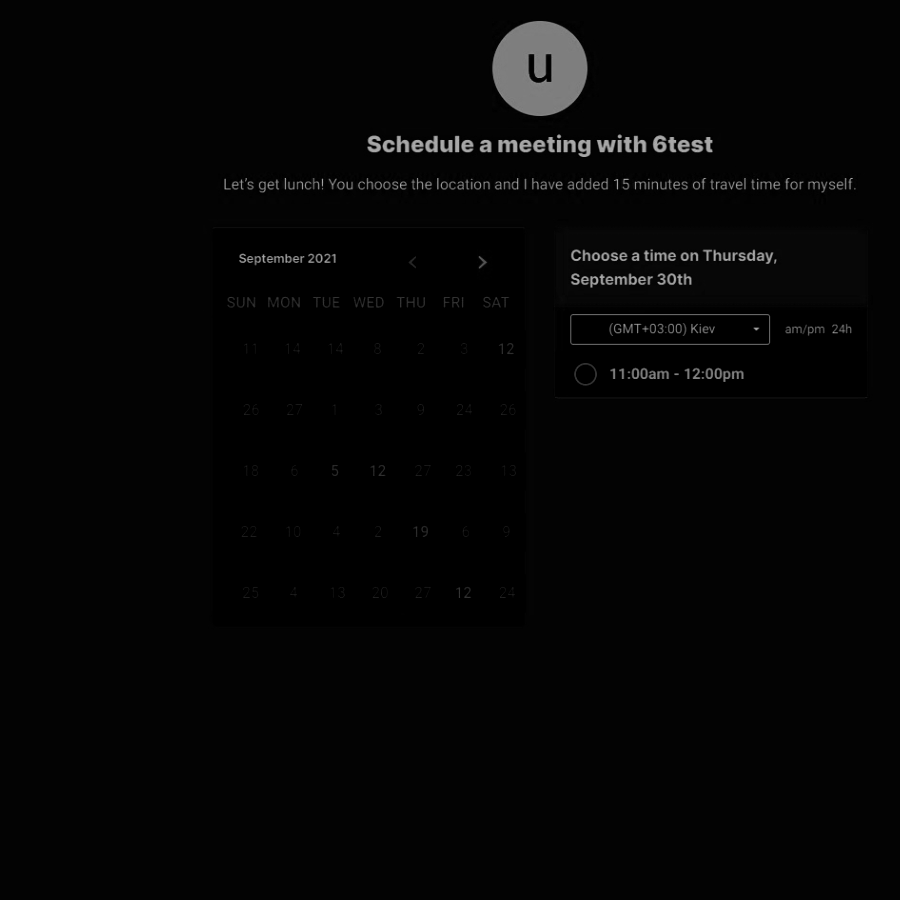 u
Schedule a meeting with 6test
Let's get lunch! You choose the location and I have added 15 minutes of travel time for myself.
September 2021
SUN MON TUE WED THU FRI SAT
11 14 14 8 2 3 12
26 27 1 3 9 24 26
18 6 5 12 27 23 13
22 10 4 2 19 6 9
25 4 13 20 27 12 24
Choose a time on Thursday,
September 30th
(GMT+03:00) Kiev am/pm 24h
11:00am - 12:00pm